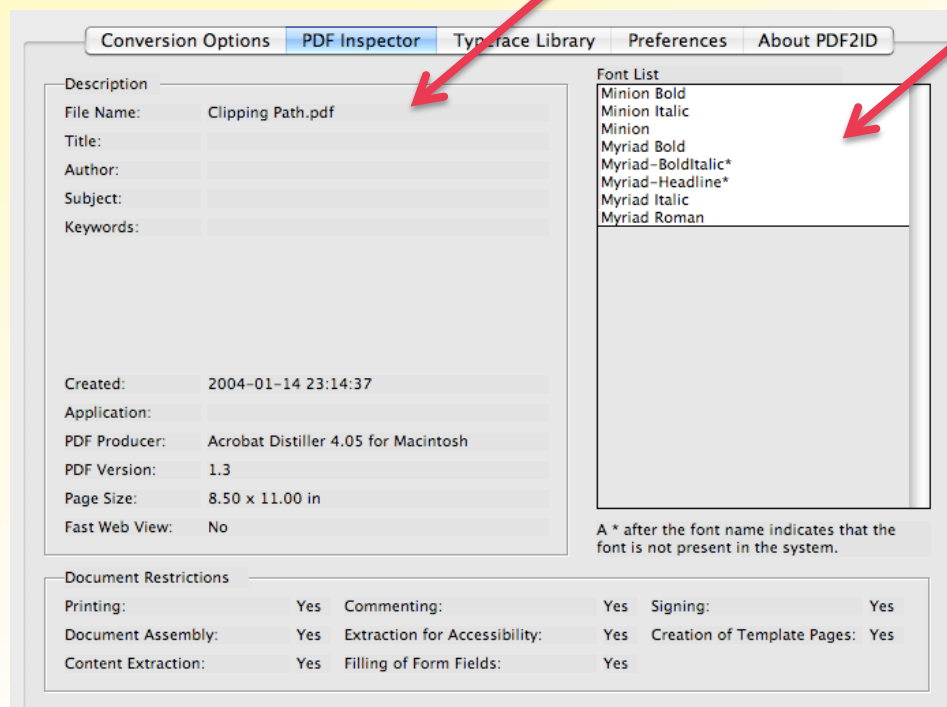 Conversion Options PDF Inspector Typeface Library Preferences About PDF2ID
Description
File Name: Clipping Path.pdf
Title:
Author:
Subject:
Keywords:
Created: 2004-01-14 23:14:37
Application:
PDF Producer: Acrobat Distiller 4.05 for Macintosh
PDF Version: 1.3
Page Size: 8.50 x 11.00 in
Fast Web View: No
Font List
Minion Bold
Minion Italic
Minion
Myriad Bold
Myriad-BoldItalic*
Myriad-Headline*
Myriad Italic
Myriad Roman
A * after the font name indicates that the
font is not present in the system.
Document Restrictions
Printing: Yes Commenting: Yes Signing: Yes
Document Assembly: Yes Extraction for Accessibility: Yes Creation of Template Pages: Yes
Content Extraction: Yes Filling of Form Fields: Yes